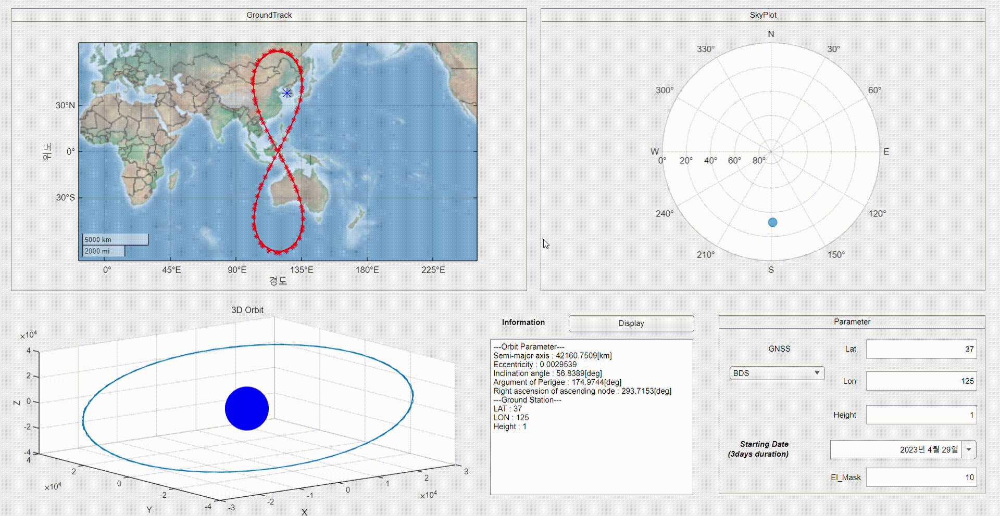 GroundTrack
30°N
0°
30°S
위도
5000 km
2000 mi
0°
45°E
90°E
135°E
180°E
225°E
경도
SkyPlot
N
330°
30°
300°
60°
W
E
0°
20°
40°
60°
80°
240°
120°
210°
150°
S
3D Orbit
×10⁴
4
2
0
-2
-4
Z
4
2
0
-2
-4
×10⁴
Y
-3
-2
-1
0
1
2
3
×10⁴
X
Information
Display
---Orbit Parameter---
Semi-major axis : 42160.7509[km]
Eccentricity : 0.0029539
Inclination angle : 56.8389[deg]
Argument of Perigee : 174.9744[deg]
Right ascension of ascending node : 293.7153[deg]
---Ground Station---
LAT : 37
LON : 125
Height : 1
Parameter
GNSS
BDS
Lat 37
Lon 125
Height 1
Starting Date
(3days duration)
2023년 4월 29일
El_Mask 10